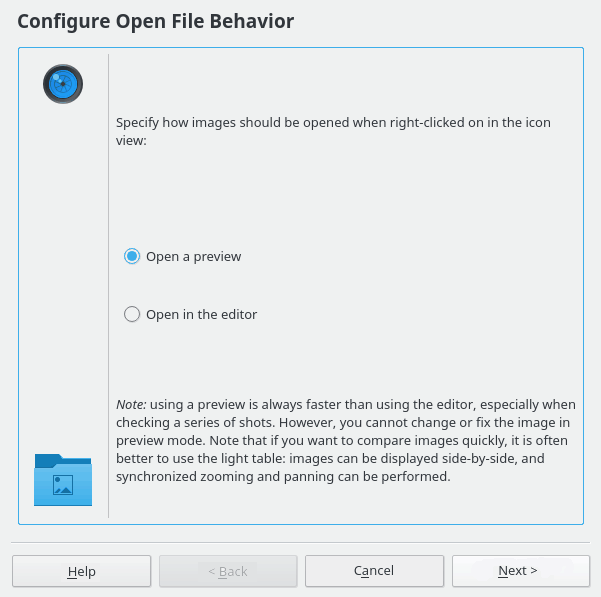 Configure Open File Behavior
Specify how images should be opened when right-clicked on in the icon
view:
Open a preview
Open in the editor
Note: using a preview is always faster than using the editor, especially when
checking a series of shots. However, you cannot change or fix the image in
preview mode. Note that if you want to compare images quickly, it is often
better to use the light table: images can be displayed side-by-side, and
synchronized zooming and panning can be performed.
Help
< Back
Cancel
Next >